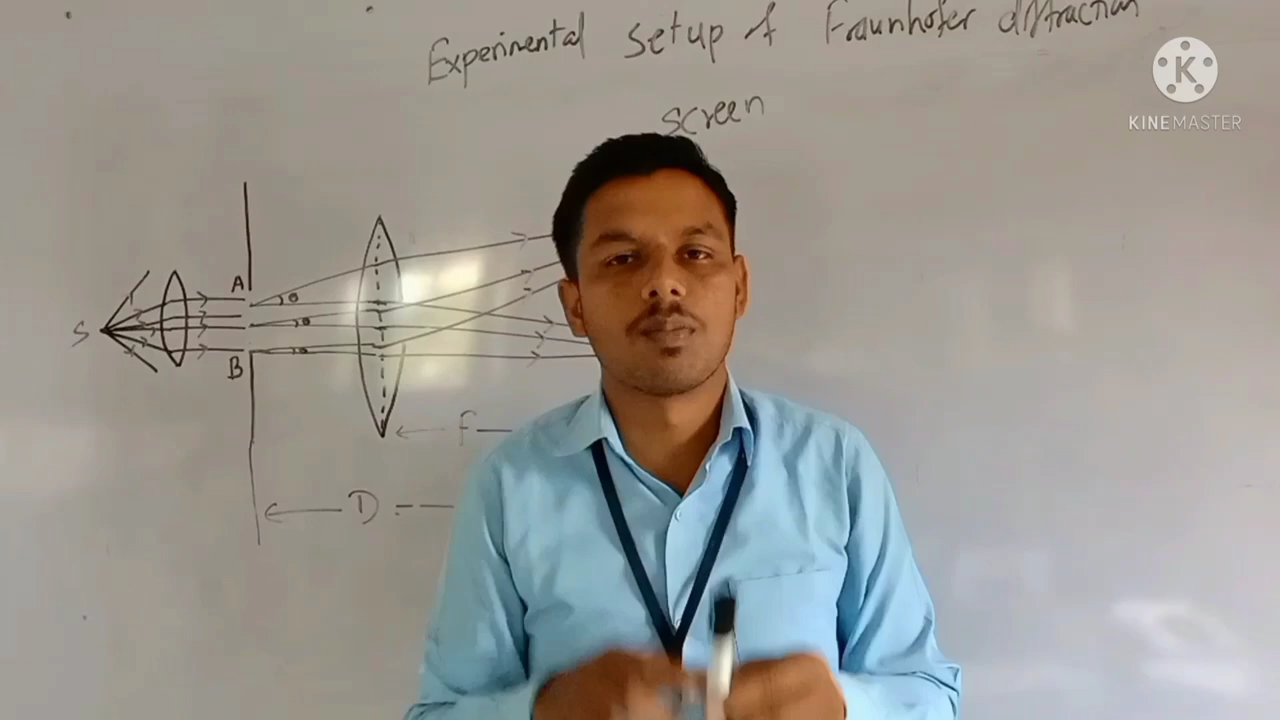 Experimental setup of Fraunhofer diffraction
K
KINEMASTER
screen
A
θ
S
θ
θ
B
f
D